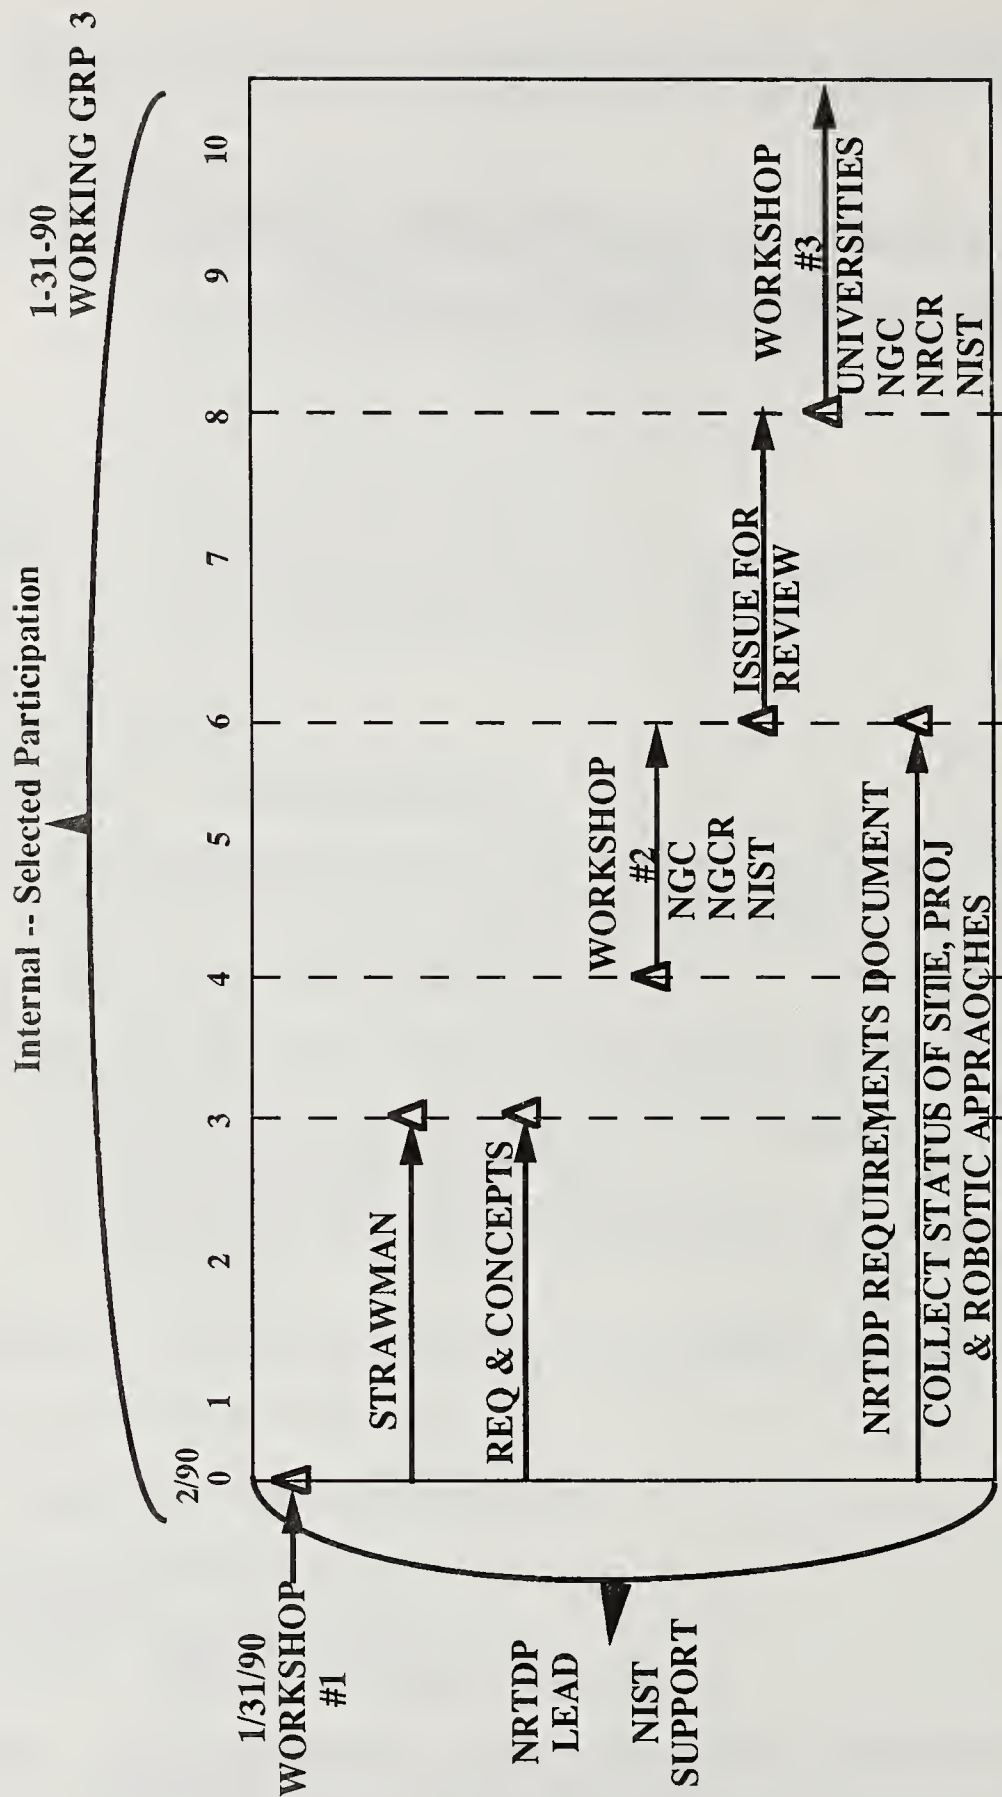 1-31-90
WORKING GRP 3
Internal -- Selected Participation
2/90
0 1 2 3 4 5 6 7 8 9 10
1/31/90
WORKSHOP
#1
STRAWMAN
REQ & CONCEPTS
WORKSHOP
#2
NGC
NGCR
NIST
ISSUE FOR
REVIEW
WORKSHOP
#3
UNIVERSITIES
NGC
NRCR
NIST
NRTDP REQUIREMENTS DOCUMENT
COLLECT STATUS OF SITE, PROJ
& ROBOTIC APPRAOCHES
NRTDP
LEAD
NIST
SUPPORT